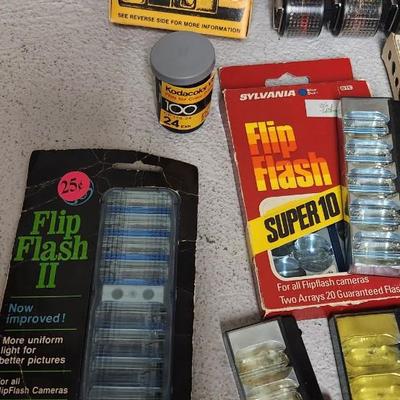 SEE REVERSE SIDE FOR MORE INFORMATION
Kodacolor
100
24 EXP.
SYLVANIA
Blue Dot
Flip
Flash
SUPER 10
For all Flipflash cameras
Two Arrays 20 Guaranteed Flas
25¢
Flip
Flash
II
Now
improved!
More uniform
light for
better pictures
For all
FlipFlash Cameras